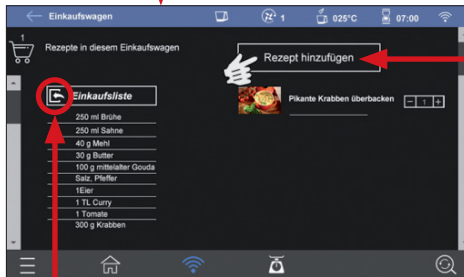 Einkaufswagen
1
025°C
07:00
1
Rezepte in diesem Einkaufswagen
Rezept hinzufügen
Einkaufsliste
Pikante Krabben überbacken
1
250 ml Brühe
250 ml Sahne
40 g Mehl
30 g Butter
100 g mittelalter Gouda
Salz, Pfeffer
1Eier
1 TL Curry
1 Tomate
300 g Krabben